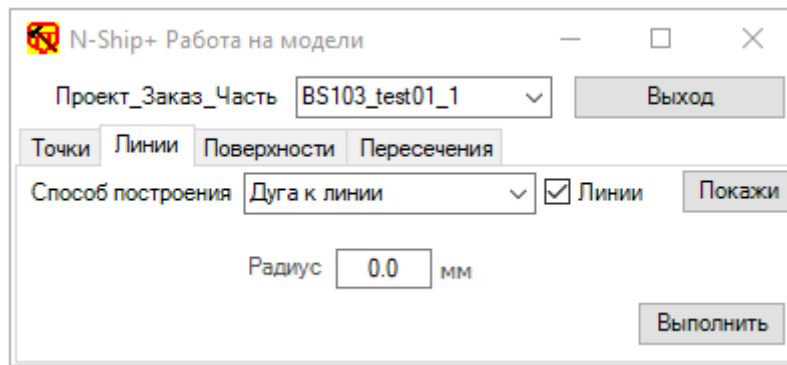 N-Ship+ Работа на модели
Проект_Заказ_Часть BS103_test01_1 Выход
Точки Линии Поверхности Пересечения
Способ построения Дуга к линии Линии Покажи
Радиус 0.0 мм
Выполнить